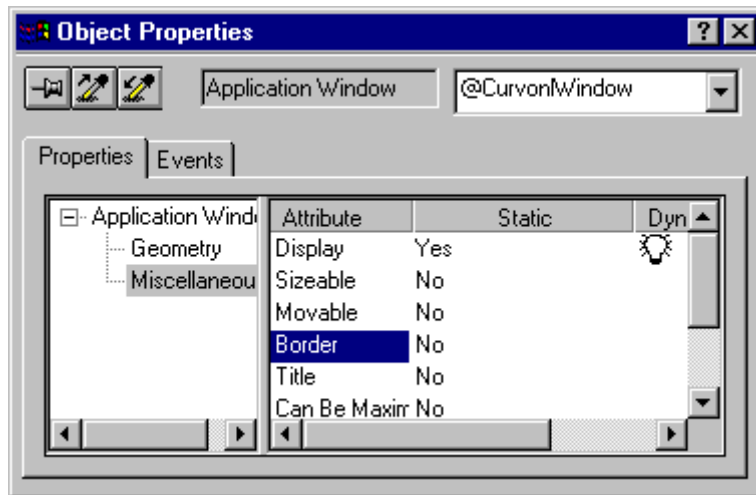 Object Properties
Application Window @CurvonlWindow
Properties Events
Application Windo
Geometry
Miscellaneou
Attribute Static Dyn
Display Yes
Sizeable No
Movable No
Border No
Title No
Can Be Maxim No